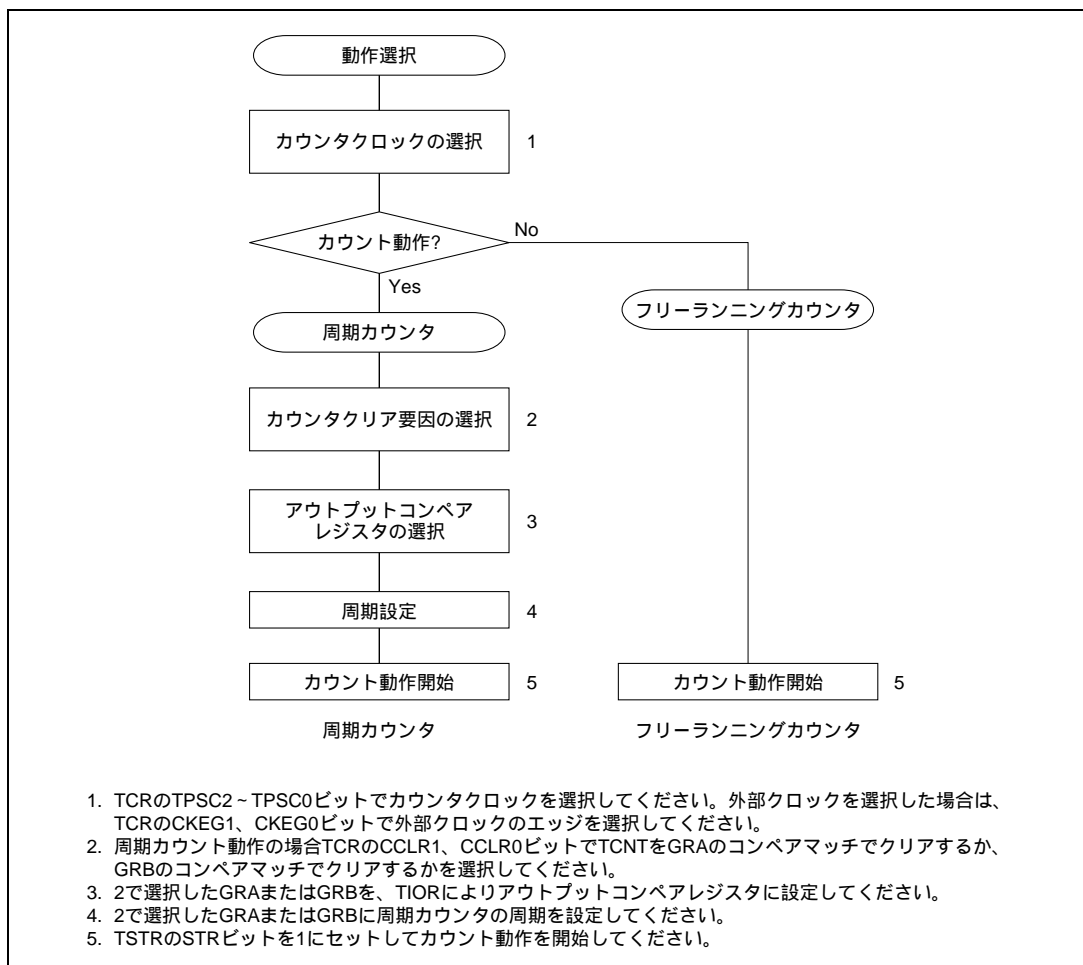 動作選択
カウンタクロックの選択 1
カウント動作?
No
Yes
周期カウンタ
フリーランニングカウンタ
カウンタクリア要因の選択 2
アウトプットコンペア
レジスタの選択
3
周期設定 4
カウント動作開始 5
カウント動作開始 5
周期カウンタ
フリーランニングカウンタ
1. TCRのTPSC2~TPSC0ビットでカウンタクロックを選択してください。外部クロックを選択した場合は、
TCRのCKEG1、CKEG0ビットで外部クロックのエッジを選択してください。
2. 周期カウント動作の場合TCRのCCLR1、CCLR0ビットでTCNTをGRAのコンペアマッチでクリアするか、
GRBのコンペアマッチでクリアするかを選択してください。
3. 2で選択したGRAまたはGRBを、TIORによりアウトプットコンペアレジスタに設定してください。
4. 2で選択したGRAまたはGRBに周期カウンタの周期を設定してください。
5. TSTRのSTRビットを1にセットしてカウント動作を開始してください。